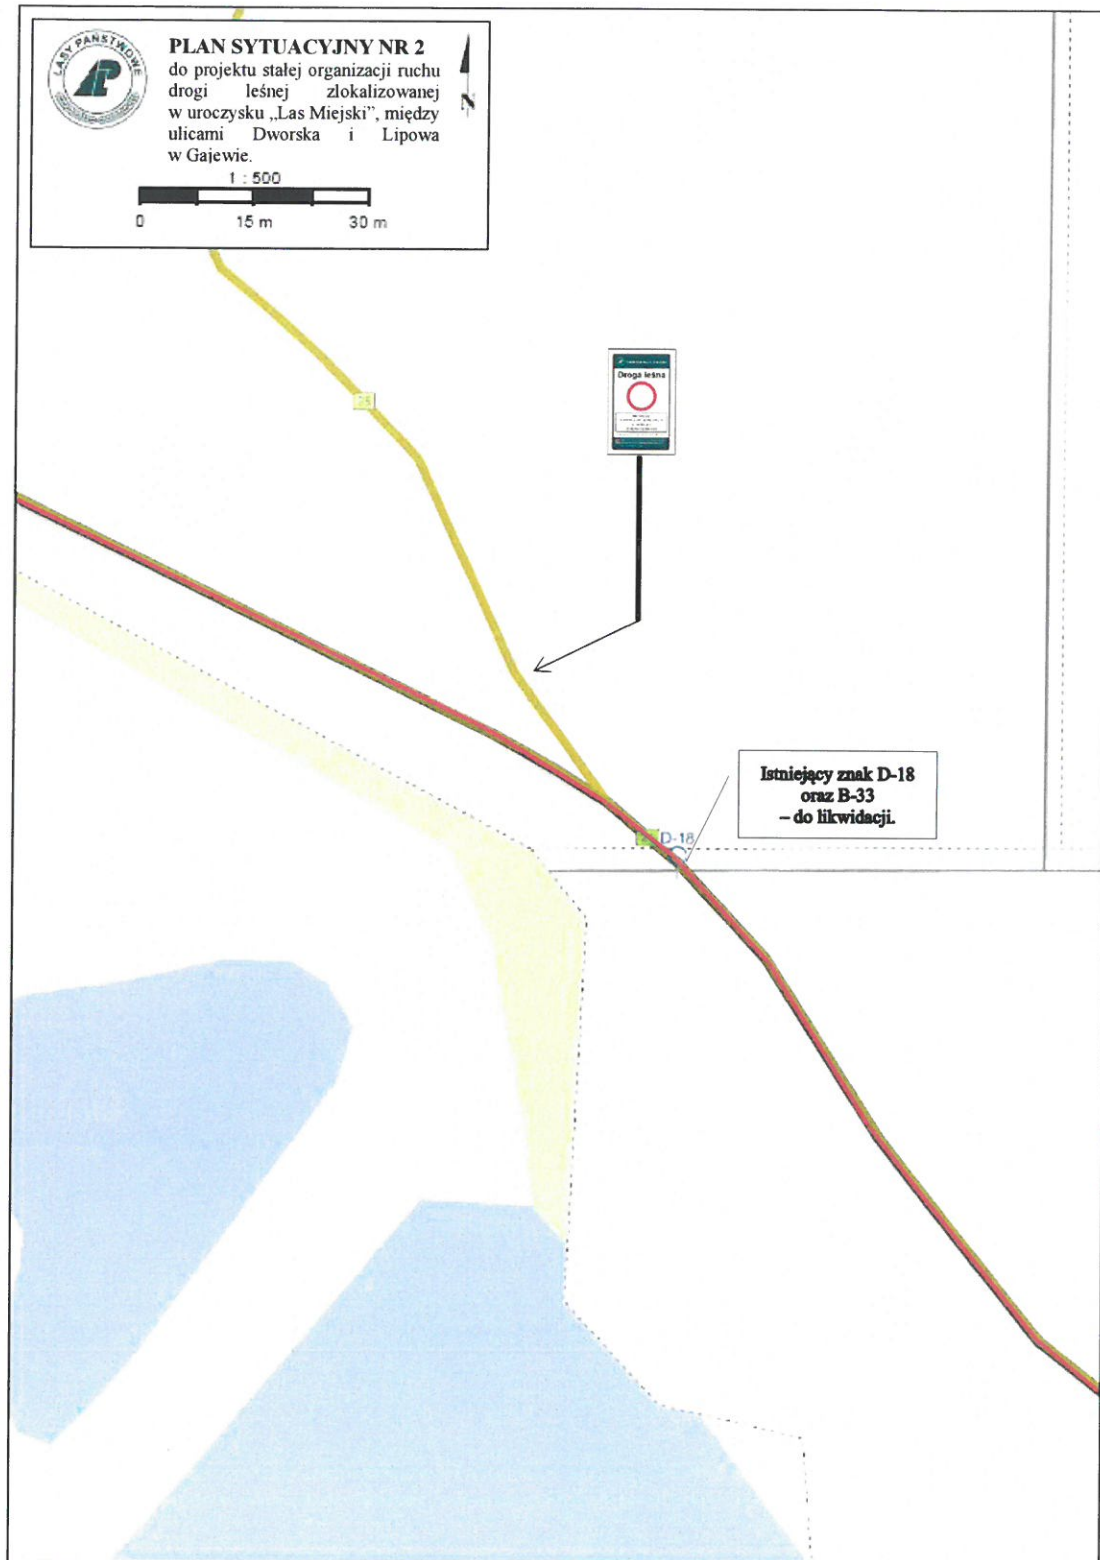 LASY PAŃSTWOWE
PLAN SYTUACYJNY NR 2
do projektu stałej organizacji ruchu
drogi leśnej zlokalizowanej
w uroczysku „Las Miejski”, między
ulicami Dworska i Lipowa
w Gajewie.
N
1 : 500
0 15 m 30 m
Droga leśna
25
Istniejący znak D-18
oraz B-33
– do likwidacji.
D-18